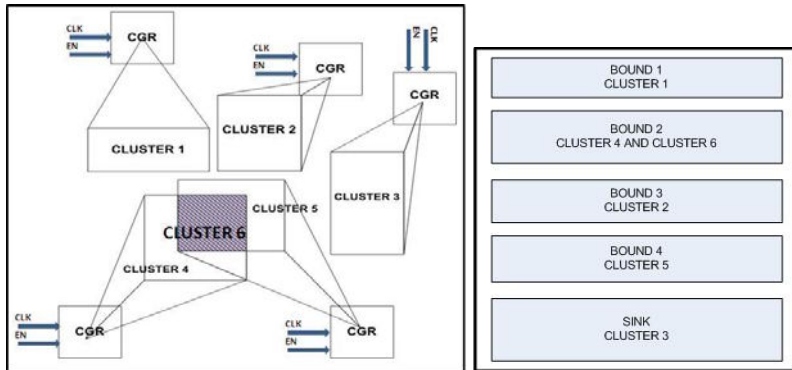 CLK
EN
CGR
CLUSTER 1
CLK
EN
CGR
CLUSTER 2
EN
CLK
CGR
CLUSTER 3
CLUSTER 5
CLUSTER 6
CLUSTER 4
CLK
EN
CGR
CLK
EN
CGR
BOUND 1
CLUSTER 1
BOUND 2
CLUSTER 4 AND CLUSTER 6
BOUND 3
CLUSTER 2
BOUND 4
CLUSTER 5
SINK
CLUSTER 3